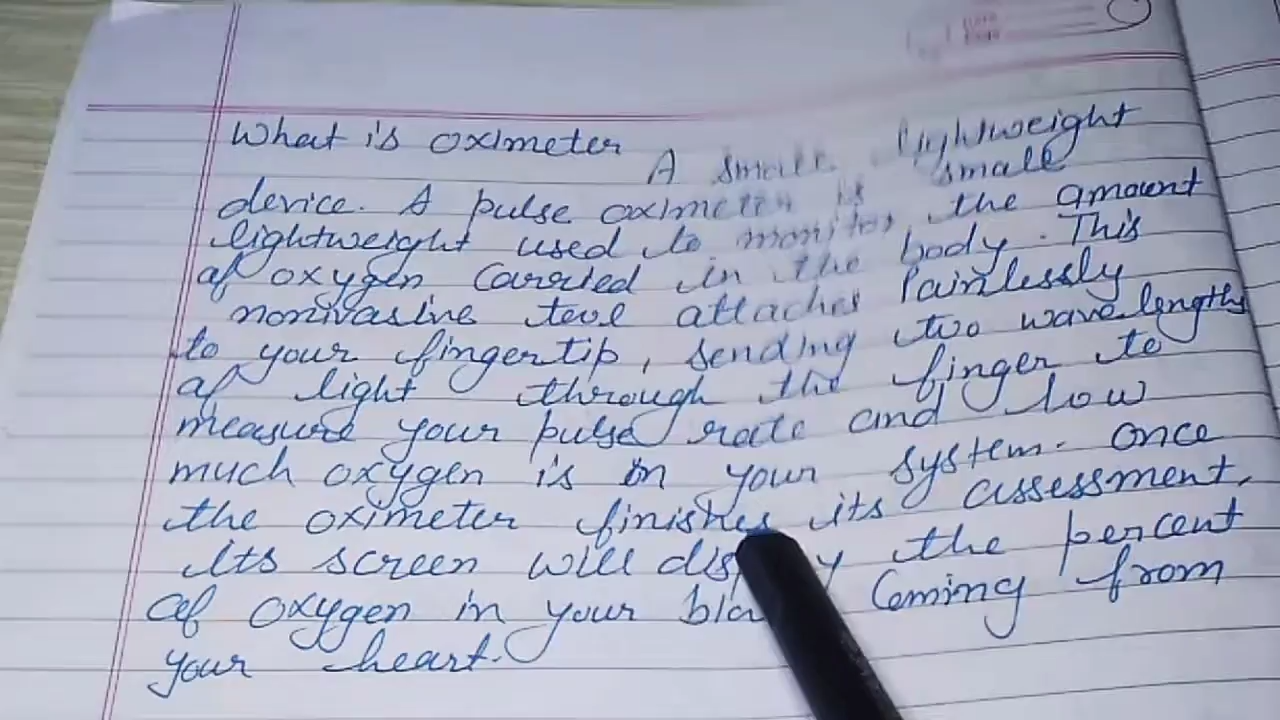 Date
Page
What is oximeter
A small lightweight
device. A pulse oximeter is small
lightweight used to monitor the amount
of oxygen Carried in the body. This
nonivasive tool attaches Painlessly
to your fingertip, sending two wavelengths
of light through the finger to
measure your pulse rate and how
much oxygen is in your system. Once
the oximeter finishes its assessment,
its screen will the percent
of oxygen in your Coming from
your heart.